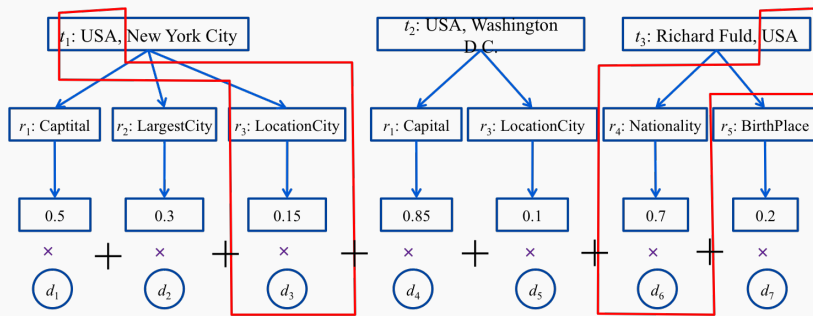 t₁: USA, New York City
t₂: USA, Washington
D.C.
t₃: Richard Fuld, USA
r₁: Captital
r₂: LargestCity
r₃: LocationCity
r₁: Capital
r₃: LocationCity
r₄: Nationality
r₅: BirthPlace
0.5
0.3
0.15
0.85
0.1
0.7
0.2
× × × × × × ×
+ + + + + +
d₁
d₂
d₃
d₄
d₅
d₆
d₇